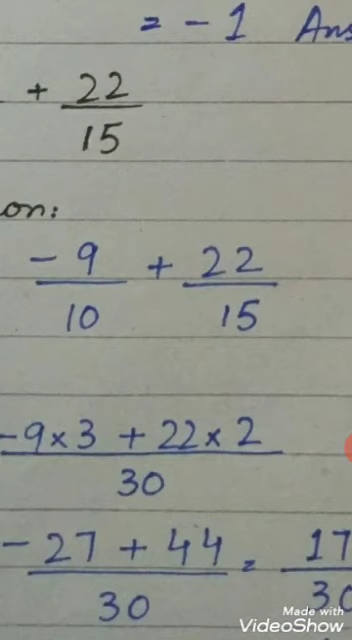 = -1 Ans
+ 22/15
on:
-9/10 + 22/15
-9×3 + 22×2
30
-27 + 44/30 = 17/30
Made with
VideoShow